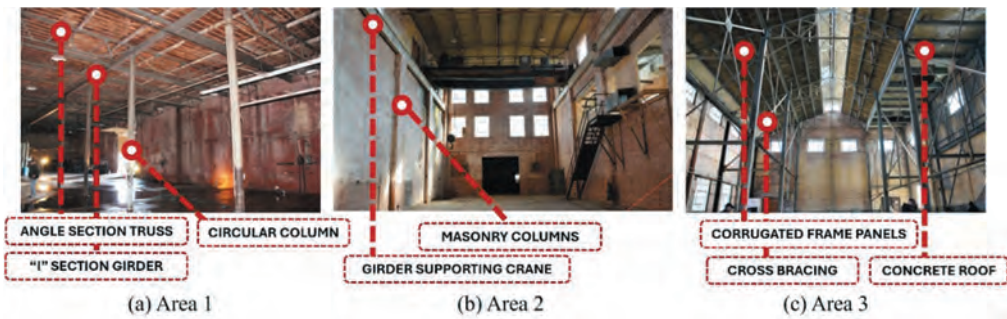 ANGLE SECTION TRUSS
CIRCULAR COLUMN
"I" SECTION GIRDER
(a) Area 1
MASONRY COLUMNS
GIRDER SUPPORTING CRANE
(b) Area 2
CORRUGATED FRAME PANELS
CROSS BRACING
CONCRETE ROOF
(c) Area 3